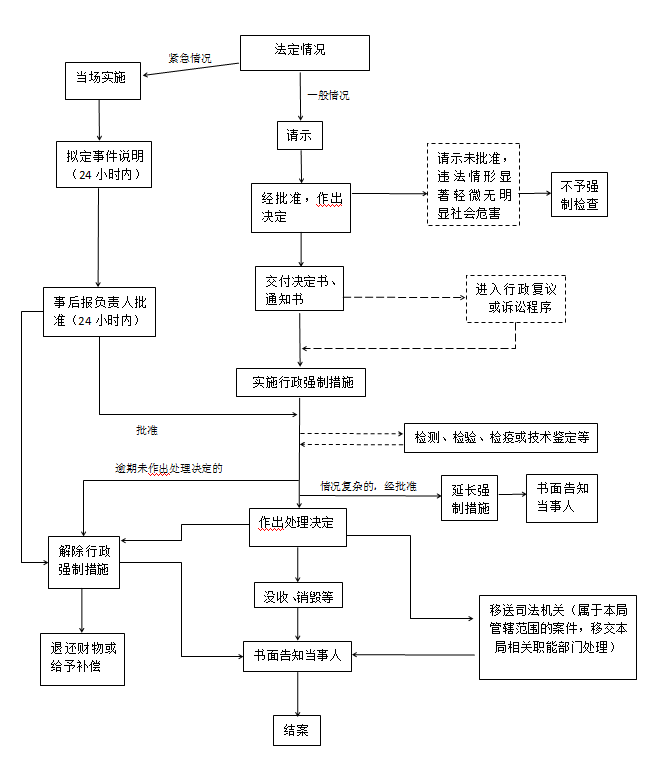 法定情况
紧急情况
当场实施
一般情况
请示
拟定事件说明
（24 小时内）
请示未批准，
违法情形显
著轻微无明
显社会危害
不予强
制检查
经批准，作出
决定
交付决定书、
通知书
进入行政复议
或诉讼程序
事后报负责人批
准（24 小时内）
实施行政强制措施
批准
检测、检验、检疫或技术鉴定等
逾期未作出处理决定的
情况复杂的，经批准
延长强
制措施
书面告知
当事人
作出处理决定
解除行政
强制措施
没收、销毁等
移送司法机关（属于本局
管辖范围的案件，移交本
局相关职能部门处理）
退还财物或
给予补偿
书面告知当事人
结案